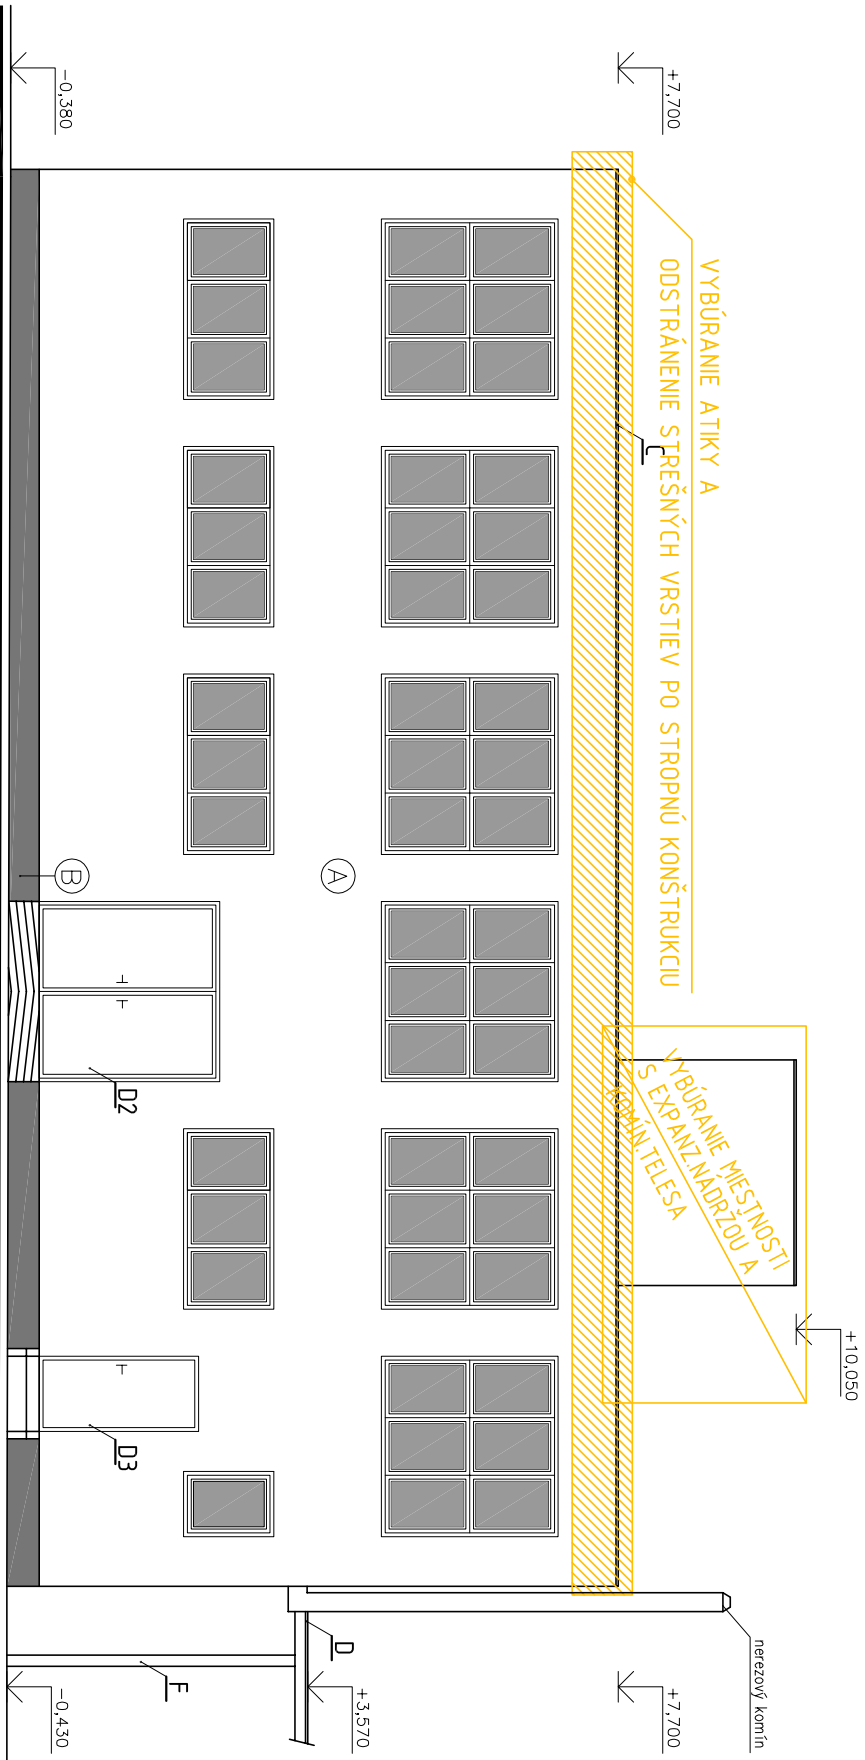 +7,700
-0,380
VYBÚRANIE ATIKY A
ODSTRÁNENIE STREŠNÝCH VRSTIEV PO STROPNÚ KONŠTRUKCIU
C
VYBÚRANIE MIESTNOSTI
S EXPANZ.NÁDRŽOU A
KOMÍN.TELESA
+10,050
A
B
D2
D3
nerezový komín
D
F
+7,700
+3,570
-0,430